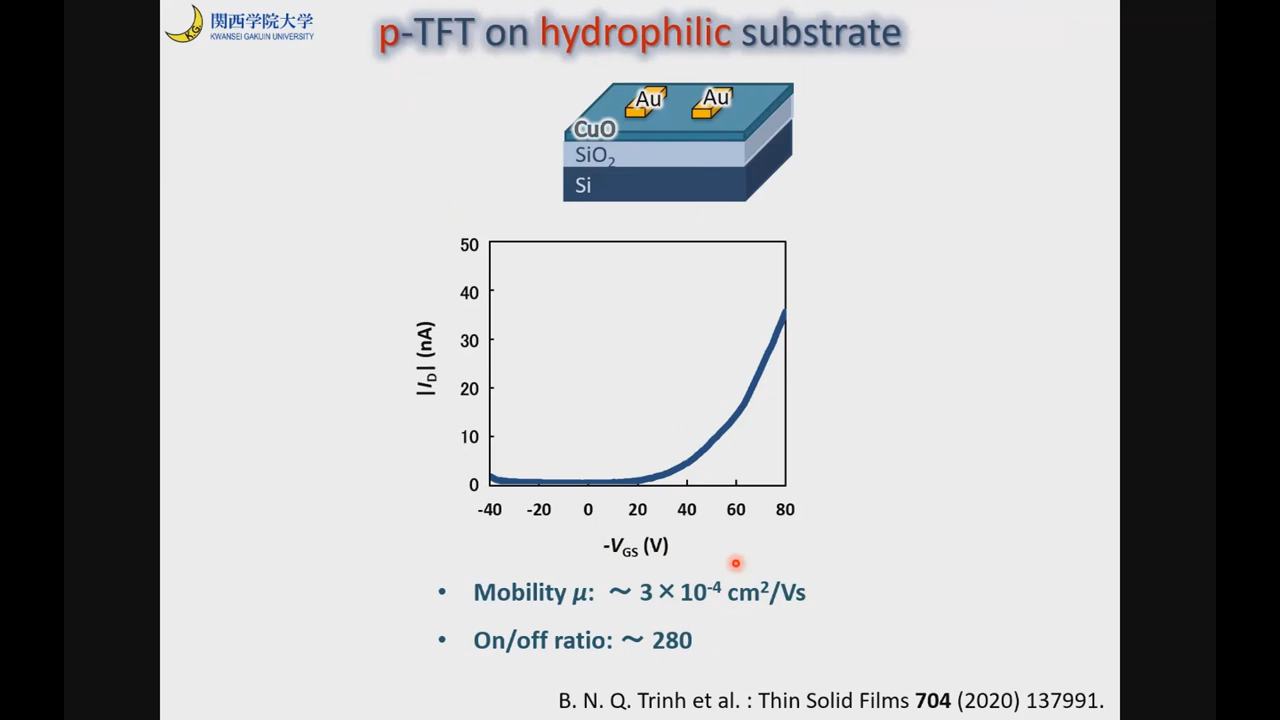 関西学院大学
KWANSEI GAKUIN UNIVERSITY
p-TFT on hydrophilic substrate
Au Au
CuO
SiO₂
Si
50
40
30
20
10
0
|I_D| (nA)
-40 -20 0 20 40 60 80
-V_GS (V)
• Mobility μ: ～ 3×10⁻⁴ cm²/Vs
• On/off ratio: ～ 280
B. N. Q. Trinh et al. : Thin Solid Films 704 (2020) 137991.